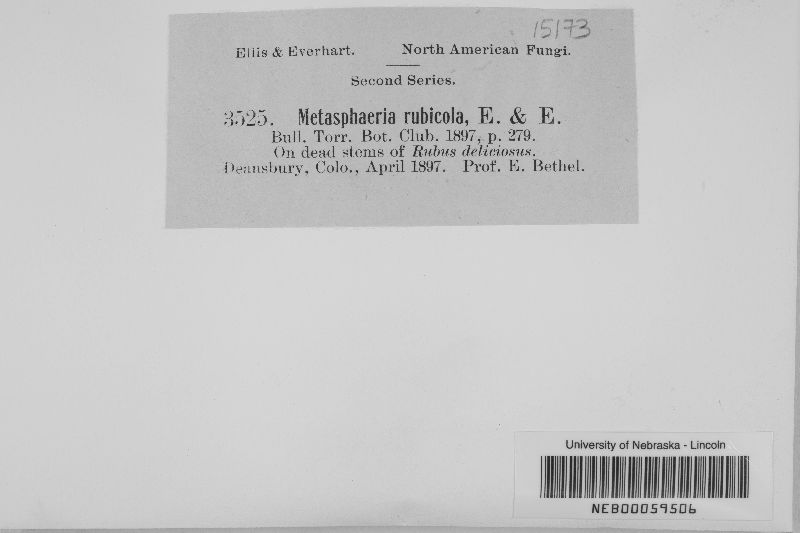 15173
Ellis & Everhart. North American Fungi.
Second Series.
3525. Metasphaeria rubicola, E. & E.
Bull. Torr. Bot. Club. 1897, p. 279.
On dead stems of Rubus deliciosus.
Deansbury, Colo., April 1897. Prof. E. Bethel.
University of Nebraska - Lincoln
NEB00059506